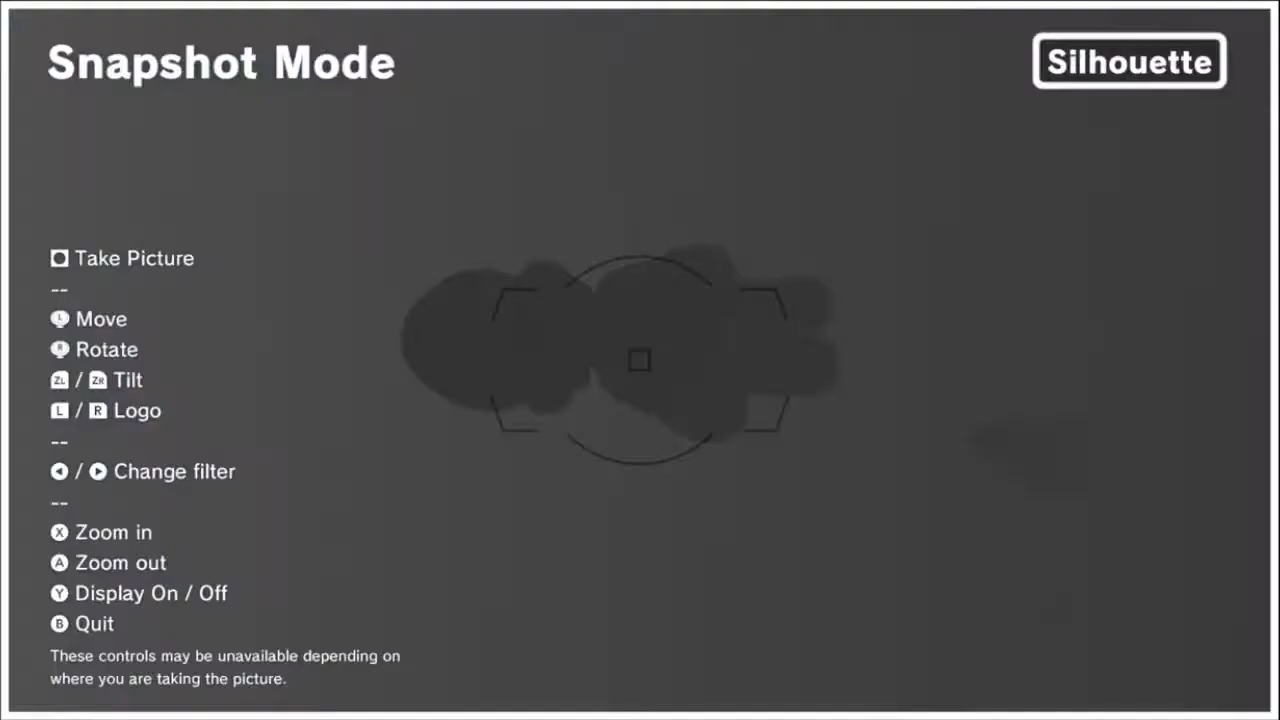 Snapshot Mode
Silhouette
Take Picture
--
L Move
R Rotate
ZL / ZR Tilt
L / R Logo
--
/ Change filter
--
X Zoom in
A Zoom out
Y Display On / Off
B Quit
These controls may be unavailable depending on
where you are taking the picture.